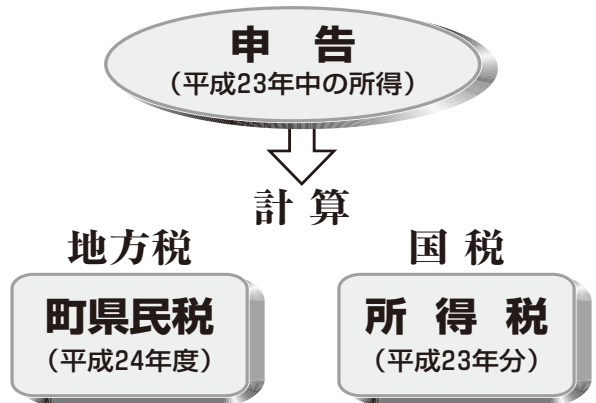 申 告
（平成23年中の所得）
計 算
地方税
国 税
町県民税
（平成24年度）
所 得 税
（平成23年分）